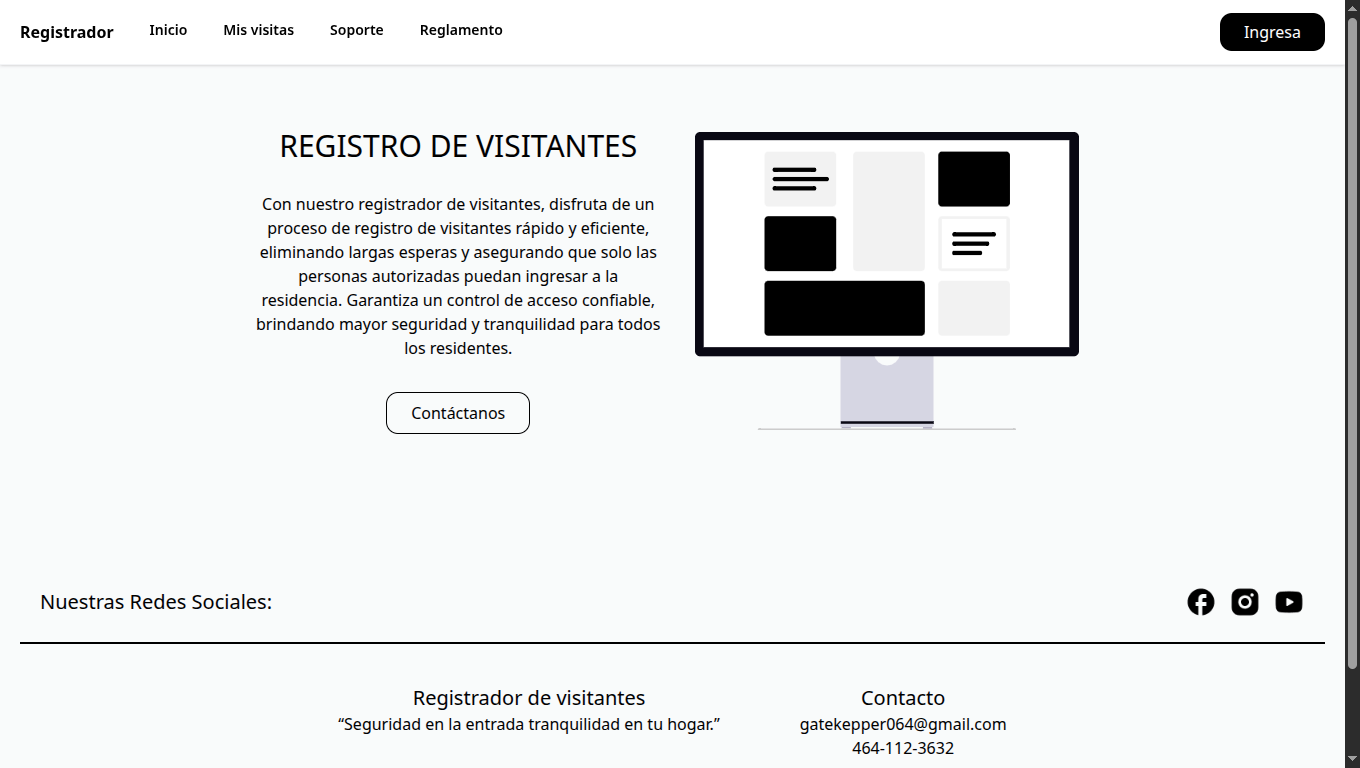 Registrador
Inicio
Mis visitas
Soporte
Reglamento
Ingresa
REGISTRO DE VISITANTES
Con nuestro registrador de visitantes, disfruta de un
proceso de registro de visitantes rápido y eficiente,
eliminando largas esperas y asegurando que solo las
personas autorizadas puedan ingresar a la
residencia. Garantiza un control de acceso confiable,
brindando mayor seguridad y tranquilidad para todos
los residentes.
Contáctanos
Nuestras Redes Sociales:
Registrador de visitantes
“Seguridad en la entrada tranquilidad en tu hogar.”
Contacto
gatekepper064@gmail.com
464-112-3632